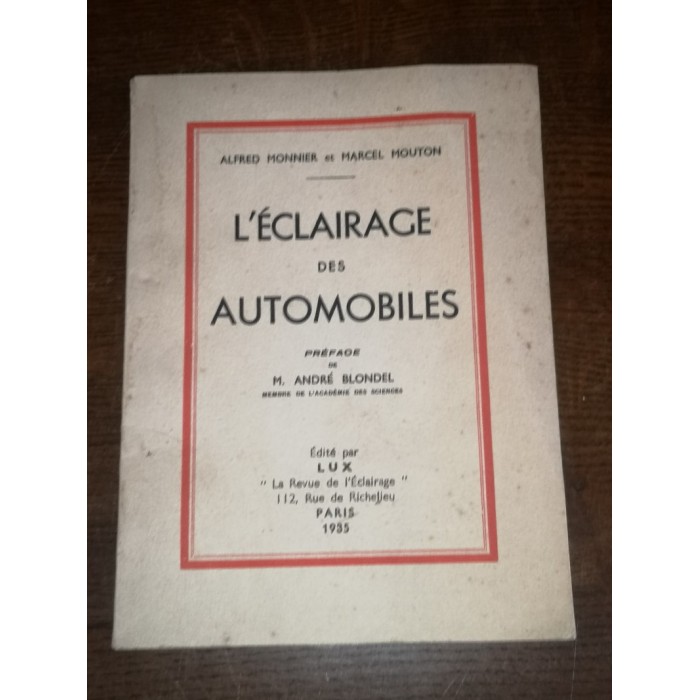 ALFRED MONNIER et MARCEL MOUTON
L'ÉCLAIRAGE
DES
AUTOMOBILES
PRÉFACE
DE
M. ANDRÉ BLONDEL
MEMBRE DE L'ACADÉMIE DES SCIENCES
Édité par
LUX
" La Revue de l'Éclairage "
112, Rue de Richelieu
PARIS
1935